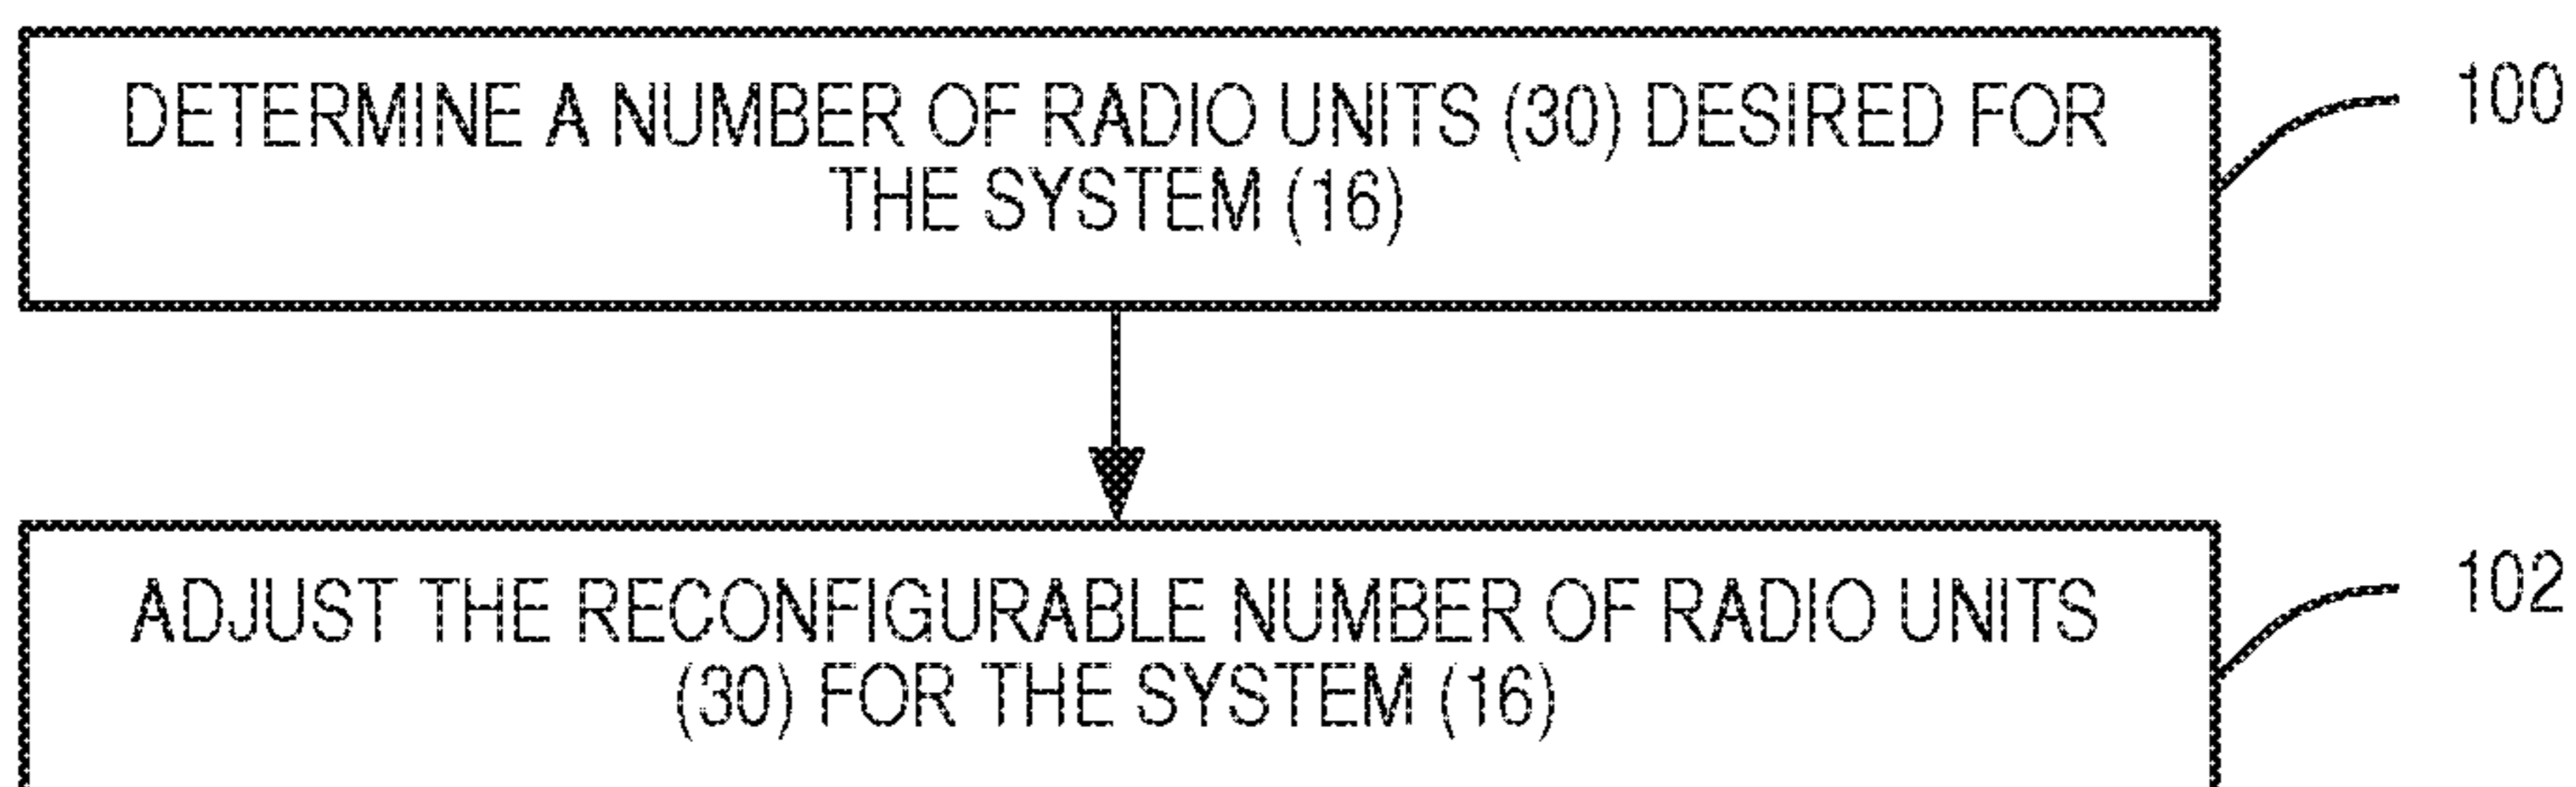 DETERMINE A NUMBER OF RADIO UNITS (30) DESIRED FOR
THE SYSTEM (16)
100
ADJUST THE RECONFIGURABLE NUMBER OF RADIO UNITS
(30) FOR THE SYSTEM (16)
102